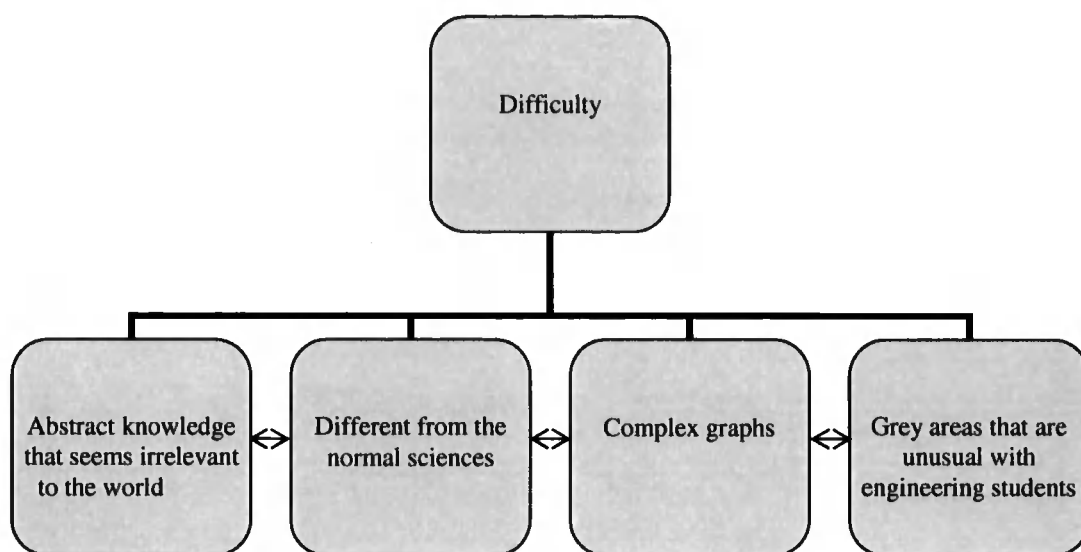 Difficulty
Abstract knowledge
that seems irrelevant
to the world
Different from the
normal sciences
Complex graphs
Grey areas that are
unusual with
engineering students